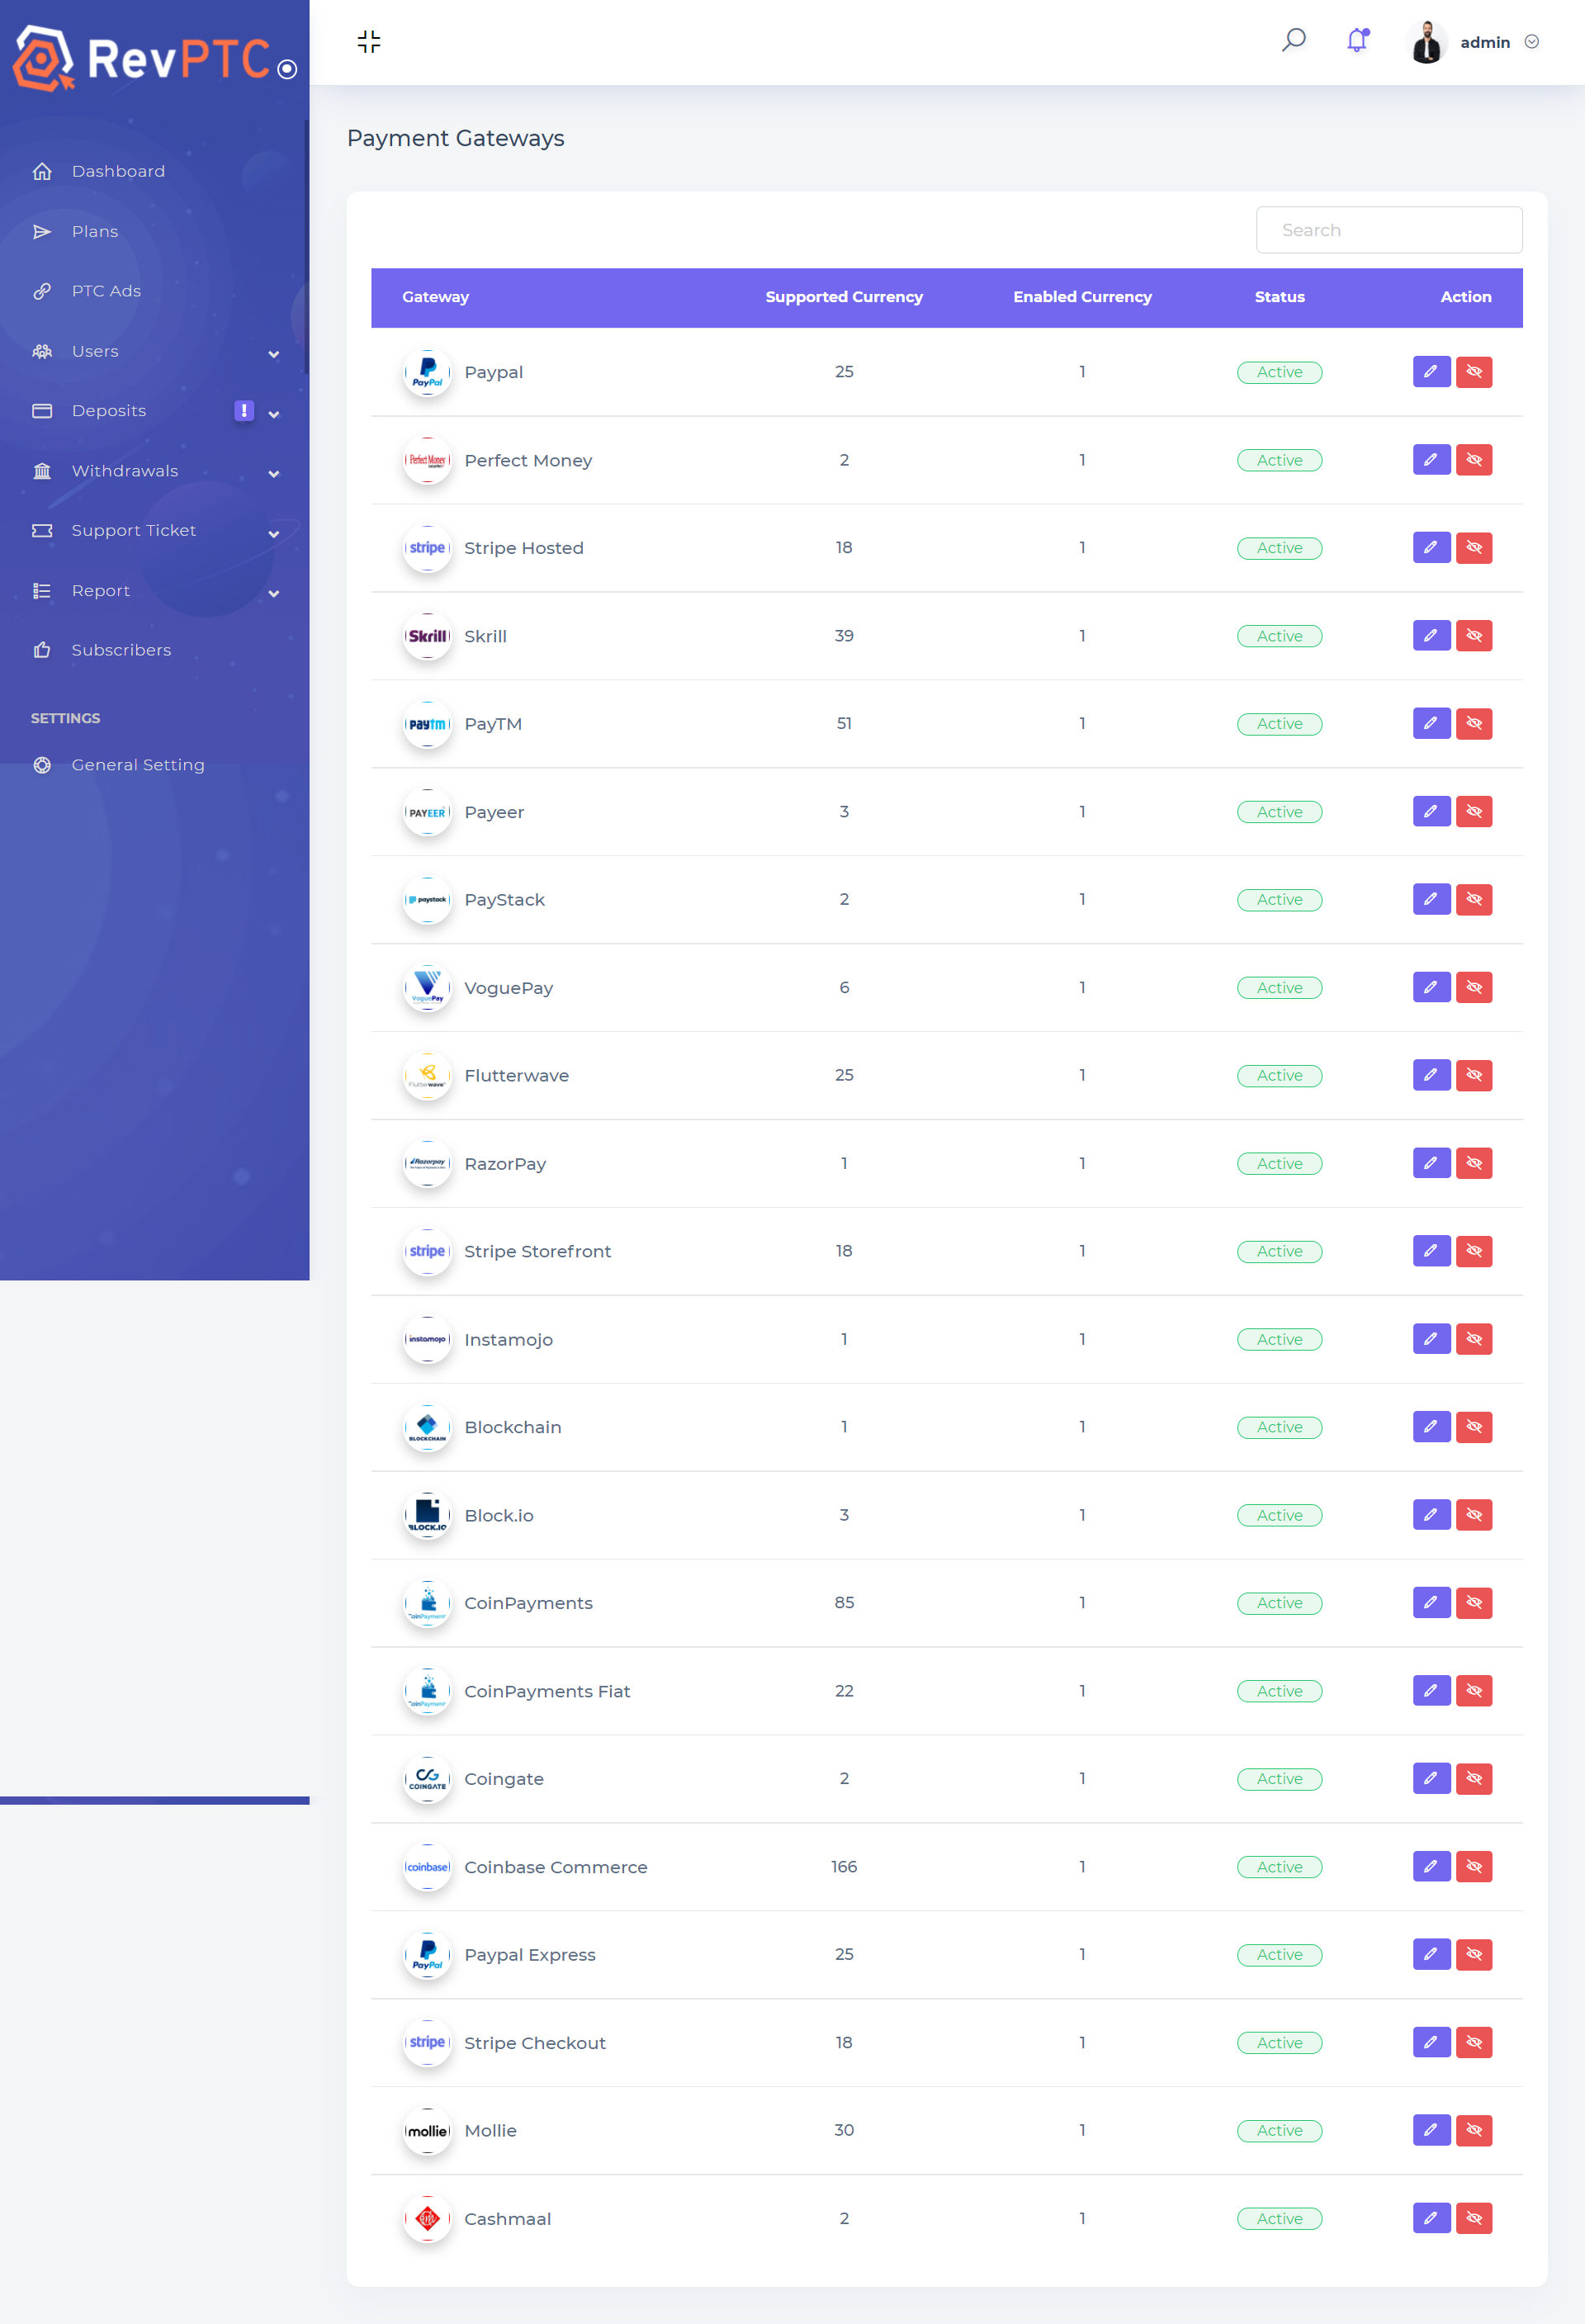 RevPTC
admin
Dashboard
Plans
PTC Ads
Users
Deposits !
Withdrawals
Support Ticket
Report
Subscribers
SETTINGS
General Setting
Payment Gateways
Search
Gateway Supported Currency Enabled Currency Status Action
PayPal Paypal 25 1 Active
Perfect Money Perfect Money 2 1 Active
stripe Stripe Hosted 18 1 Active
Skrill Skrill 39 1 Active
paytm PayTM 51 1 Active
PAYEER Payeer 3 1 Active
paystack PayStack 2 1 Active
VoguePay VoguePay 6 1 Active
Flutterwave Flutterwave 25 1 Active
Razorpay RazorPay 1 1 Active
stripe Stripe Storefront 18 1 Active
instamojo Instamojo 1 1 Active
BLOCKCHAIN Blockchain 1 1 Active
BLOCK.IO Block.io 3 1 Active
CoinPayments CoinPayments 85 1 Active
CoinPayments CoinPayments Fiat 22 1 Active
COINGATE Coingate 2 1 Active
coinbase Coinbase Commerce 166 1 Active
PayPal Paypal Express 25 1 Active
stripe Stripe Checkout 18 1 Active
mollie Mollie 30 1 Active
Cashmaal 2 1 Active